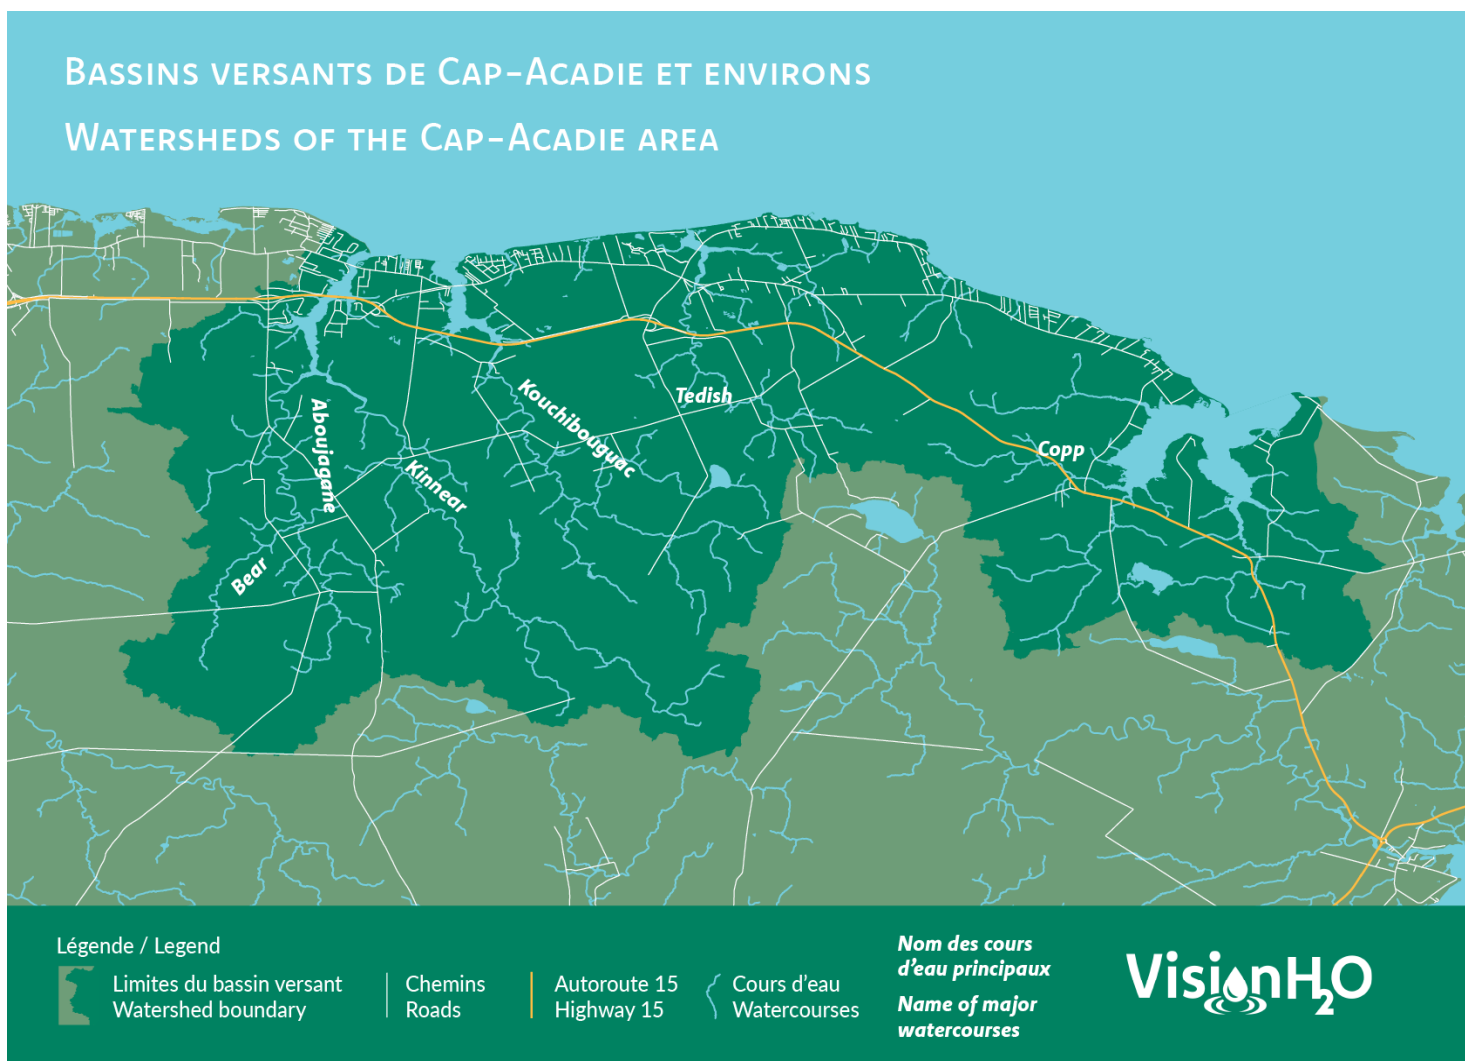 BASSINS VERSANTS DE CAP-ACADIE ET ENVIRONS
WATERSHEDS OF THE CAP-ACADIE AREA
Aboujagane
Kinnear
Kouchibouguac
Tedish
Copp
Bear
Légende / Legend
Limites du bassin versant
Watershed boundary
Chemins
Roads
Autoroute 15
Highway 15
Cours d'eau
Watercourses
Nom des cours
d'eau principaux
Name of major
watercourses
VisionH2O